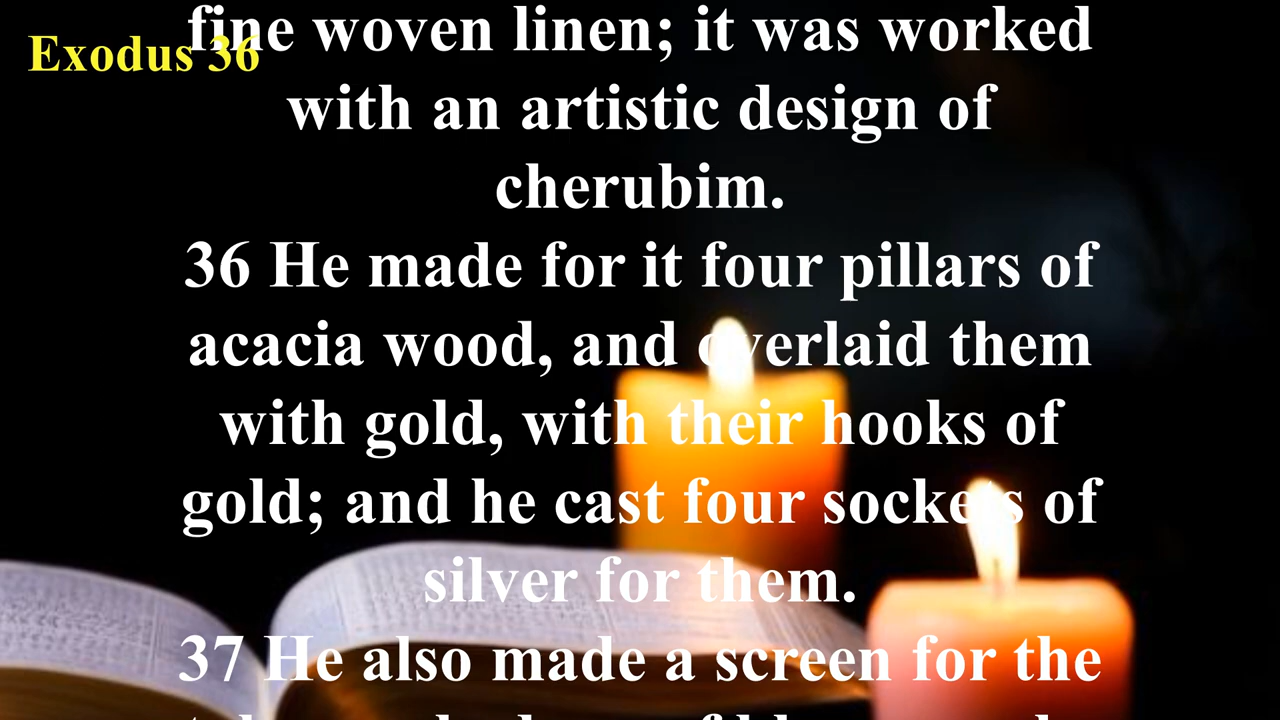 Exodus 36
fine woven linen; it was worked
with an artistic design of
cherubim.
36 He made for it four pillars of
acacia wood, and overlaid them
with gold, with their hooks of
gold; and he cast four sockets of
silver for them.
37 He also made a screen for the